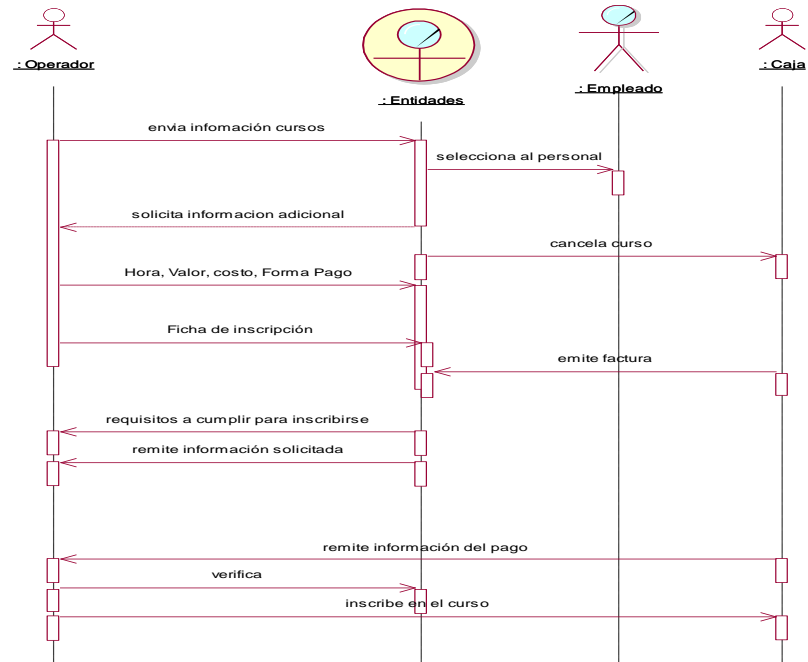 : Operador
: Entidades
: Empleado
: Caja
envia infomación cursos
selecciona al personal
solicita informacion adicional
cancela curso
Hora, Valor, costo, Forma Pago
Ficha de inscripción
emite factura
requisitos a cumplir para inscribirse
remite información solicitada
remite información del pago
verifica
inscribe en el curso